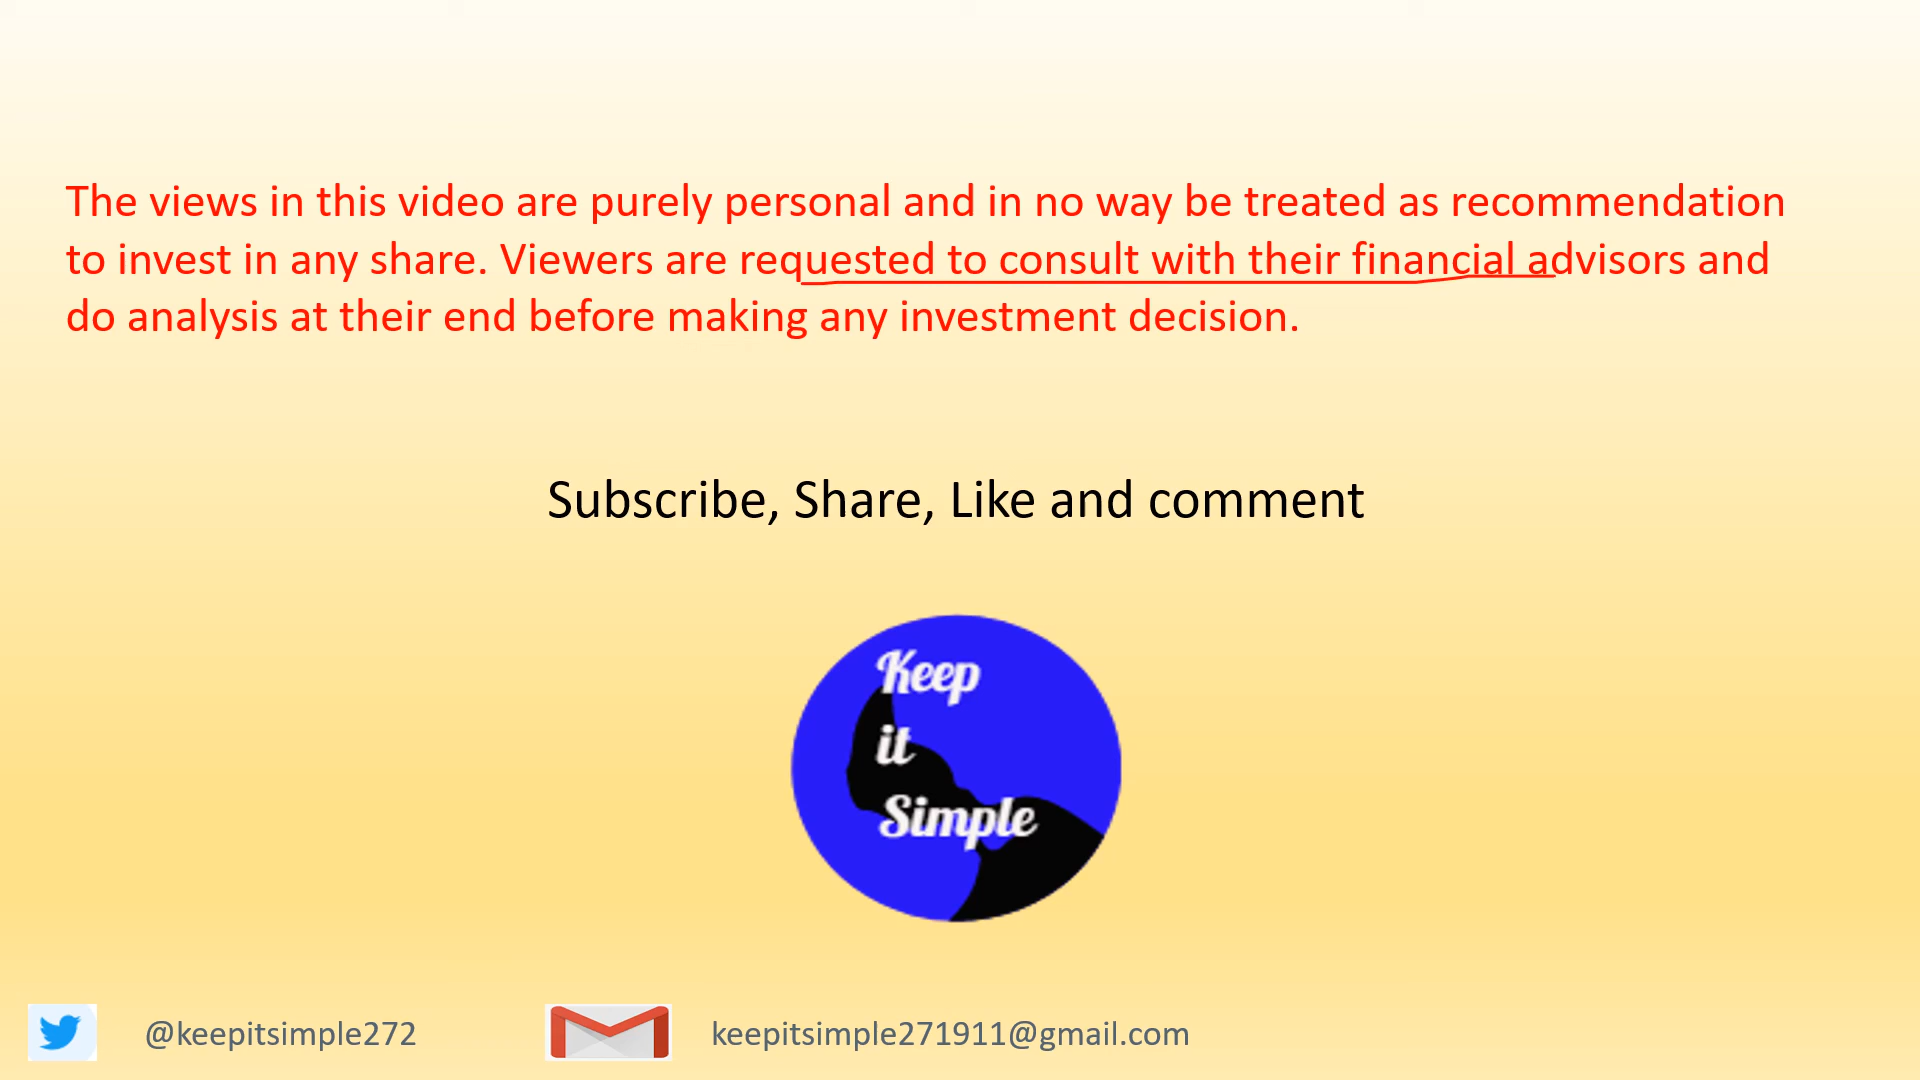 The views in this video are purely personal and in no way be treated as recommendation
to invest in any share. Viewers are requested to consult with their financial advisors and
do analysis at their end before making any investment decision.
Subscribe, Share, Like and comment
Keep
it
Simple
@keepitsimple272
keepitsimple271911@gmail.com